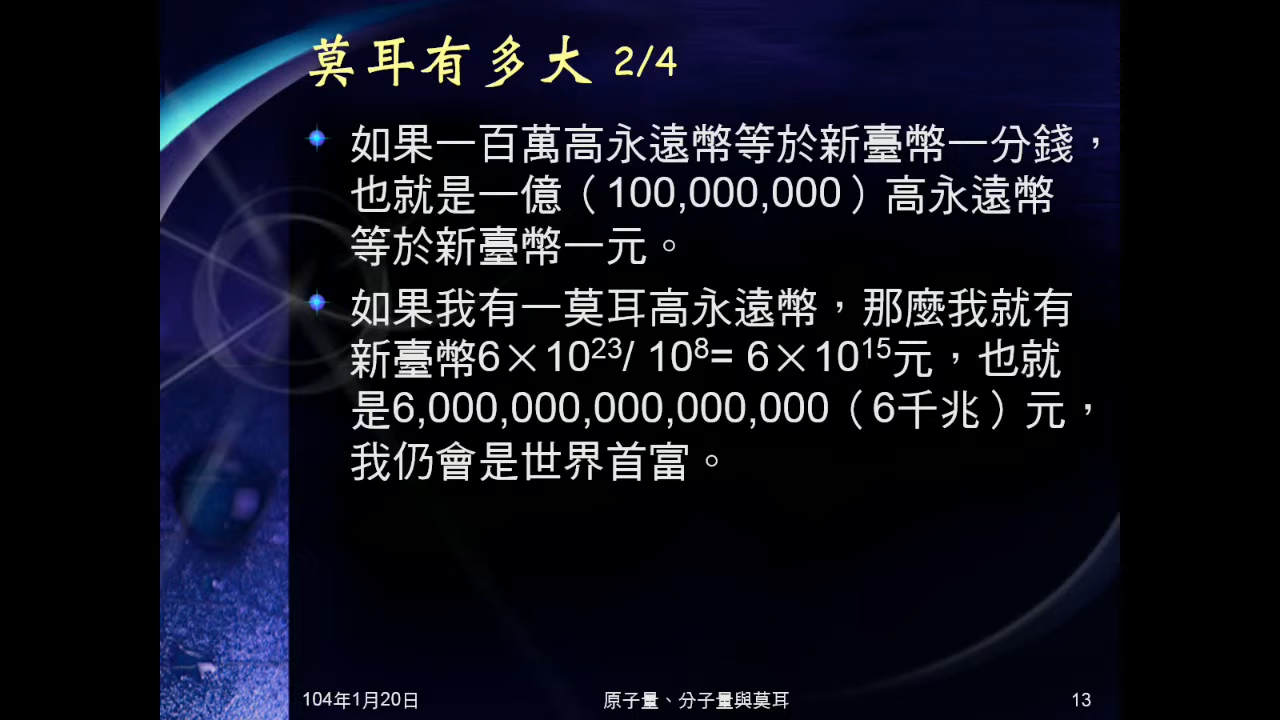 莫耳有多大 2/4
如果一百萬高永遠幣等於新臺幣一分錢，
也就是一億（100,000,000）高永遠幣
等於新臺幣一元。
如果我有一莫耳高永遠幣，那麼我就有
新臺幣6×10²³/ 10⁸= 6×10¹⁵元，也就
是6,000,000,000,000,000（6千兆）元，
我仍會是世界首富。
104年1月20日
原子量、分子量與莫耳
13